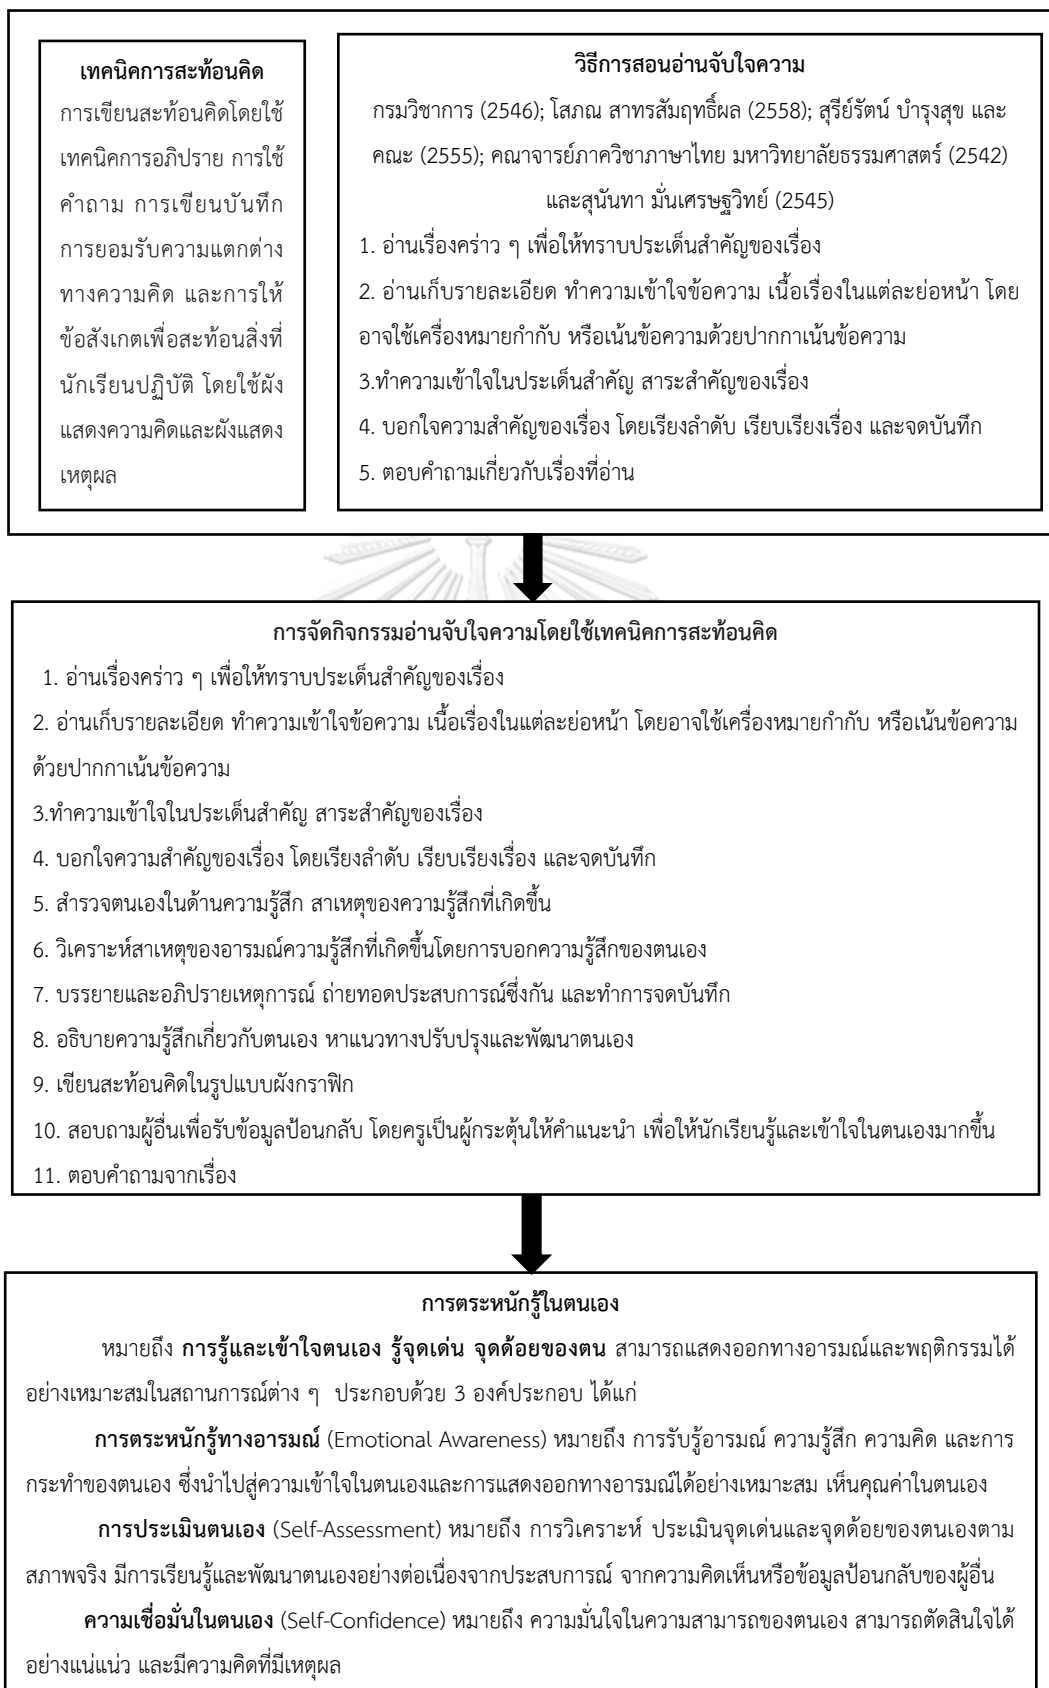 เทคนิคการสะท้อนคิด
การเขียนสะท้อนคิดโดยใช้
เทคนิคการอภิปราย การใช้
คำถาม การเขียนบันทึก
การยอมรับความแตกต่าง
ทางความคิด และการให้
ข้อสังเกตเพื่อสะท้อนสิ่งที่
นักเรียนปฏิบัติ โดยใช้ผัง
แสดงความคิดและผังแสดง
เหตุผล
วิธีการสอนอ่านจับใจความ
กรมวิชาการ (2546); โสภณ สาทรสัมฤทธิ์ผล (2558); สุรีย์รัตน์ บำรุงสุข และ
คณะ (2555); คณาจารย์ภาควิชาภาษาไทย มหาวิทยาลัยธรรมศาสตร์ (2542)
และสุนันทา มั่นเศรษฐวิทย์ (2545)
1. อ่านเรื่องคร่าว ๆ เพื่อให้ทราบประเด็นสำคัญของเรื่อง
2. อ่านเก็บรายละเอียด ทำความเข้าใจข้อความ เนื้อเรื่องในแต่ละย่อหน้า โดย
อาจใช้เครื่องหมายกำกับ หรือเน้นข้อความด้วยปากกาเน้นข้อความ
3.ทำความเข้าใจในประเด็นสำคัญ สาระสำคัญของเรื่อง
4. บอกใจความสำคัญของเรื่อง โดยเรียงลำดับ เรียบเรียงเรื่อง และจดบันทึก
5. ตอบคำถามเกี่ยวกับเรื่องที่อ่าน
การจัดกิจกรรมอ่านจับใจความโดยใช้เทคนิคการสะท้อนคิด
1. อ่านเรื่องคร่าว ๆ เพื่อให้ทราบประเด็นสำคัญของเรื่อง
2. อ่านเก็บรายละเอียด ทำความเข้าใจข้อความ เนื้อเรื่องในแต่ละย่อหน้า โดยอาจใช้เครื่องหมายกำกับ หรือเน้นข้อความ
ด้วยปากกาเน้นข้อความ
3.ทำความเข้าใจในประเด็นสำคัญ สาระสำคัญของเรื่อง
4. บอกใจความสำคัญของเรื่อง โดยเรียงลำดับ เรียบเรียงเรื่อง และจดบันทึก
5. สำรวจตนเองในด้านความรู้สึก สาเหตุของความรู้สึกที่เกิดขึ้น
6. วิเคราะห์สาเหตุของอารมณ์ความรู้สึกที่เกิดขึ้นโดยการบอกความรู้สึกของตนเอง
7. บรรยายและอภิปรายเหตุการณ์ ถ่ายทอดประสบการณ์ซึ่งกัน และทำการจดบันทึก
8. อธิบายความรู้สึกเกี่ยวกับตนเอง หาแนวทางปรับปรุงและพัฒนาตนเอง
9. เขียนสะท้อนคิดในรูปแบบผังกราฟิก
10. สอบถามผู้อื่นเพื่อรับข้อมูลป้อนกลับ โดยครูเป็นผู้กระตุ้นให้คำแนะนำ เพื่อให้นักเรียนรู้และเข้าใจในตนเองมากขึ้น
11. ตอบคำถามจากเรื่อง
การตระหนักรู้ในตนเอง
หมายถึง การรู้และเข้าใจตนเอง รู้จุดเด่น จุดด้อยของตน สามารถแสดงออกทางอารมณ์และพฤติกรรมได้
อย่างเหมาะสมในสถานการณ์ต่าง ๆ ประกอบด้วย 3 องค์ประกอบ ได้แก่
การตระหนักรู้ทางอารมณ์ (Emotional Awareness) หมายถึง การรับรู้อารมณ์ ความรู้สึก ความคิด และการ
กระทำของตนเอง ซึ่งนำไปสู่ความเข้าใจในตนเองและการแสดงออกทางอารมณ์ได้อย่างเหมาะสม เห็นคุณค่าในตนเอง
การประเมินตนเอง (Self-Assessment) หมายถึง การวิเคราะห์ ประเมินจุดเด่นและจุดด้อยของตนเองตาม
สภาพจริง มีการเรียนรู้และพัฒนาตนเองอย่างต่อเนื่องจากประสบการณ์ จากความคิดเห็นหรือข้อมูลป้อนกลับของผู้อื่น
ความเชื่อมั่นในตนเอง (Self-Confidence) หมายถึง ความมั่นใจในความสามารถของตนเอง สามารถตัดสินใจได้
อย่างแน่แน่ว และมีความคิดที่มีเหตุผล